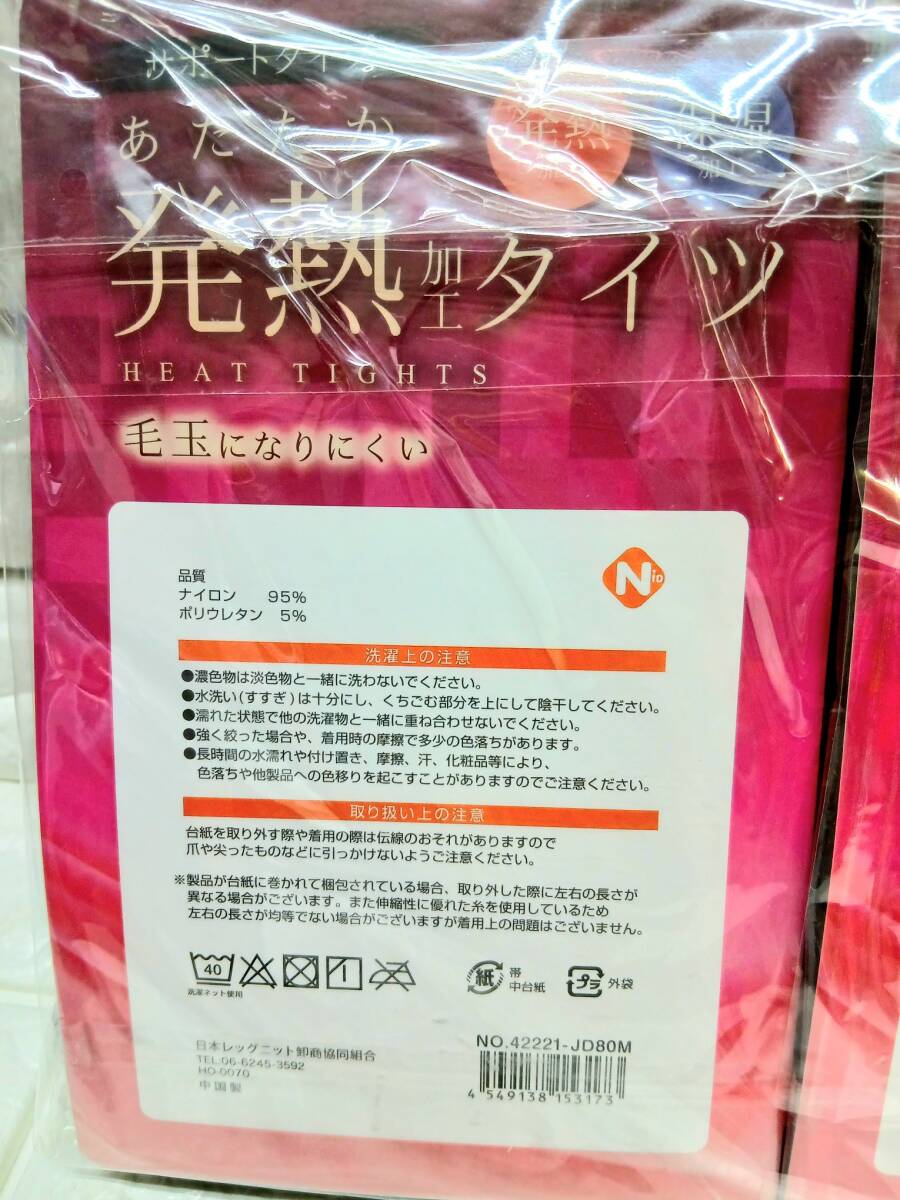 サポートタイプ
あたたか
発熱
加工
保温
加工
発熱加工タイツ
HEAT TIGHTS
毛玉になりにくい
N iD
品質
ナイロン 95%
ポリウレタン 5%
洗濯上の注意
●濃色物は淡色物と一緒に洗わないでください。
●水洗い(すすぎ)は十分にし、くちごむ部分を上にして陰干してください。
●濡れた状態で他の洗濯物と一緒に重ね合わせないでください。
●強く絞った場合や、着用時の摩擦で多少の色落ちがあります。
●長時間の水濡れや付け置き、摩擦、汗、化粧品等により、
色落ちや他製品への色移りを起こすことがありますのでご注意ください。
取り扱い上の注意
台紙を取り外す際や着用の際は伝線のおそれがありますので
爪や尖ったものなどに引っかけないようご注意ください。
※製品が台紙に巻かれて梱包されている場合、取り外した際に左右の長さが
異なる場合がございます。また伸縮性に優れた糸を使用しているため
左右の長さが均等でない場合がございますが着用上の問題はございません。
40
洗濯ネット使用
紙
帯
中台紙
プラ
外袋
日本レッグニット卸商協同組合
TEL.06-6245-3592
HO-0070
中国製
NO.42221-JD80M
4 549138 153173